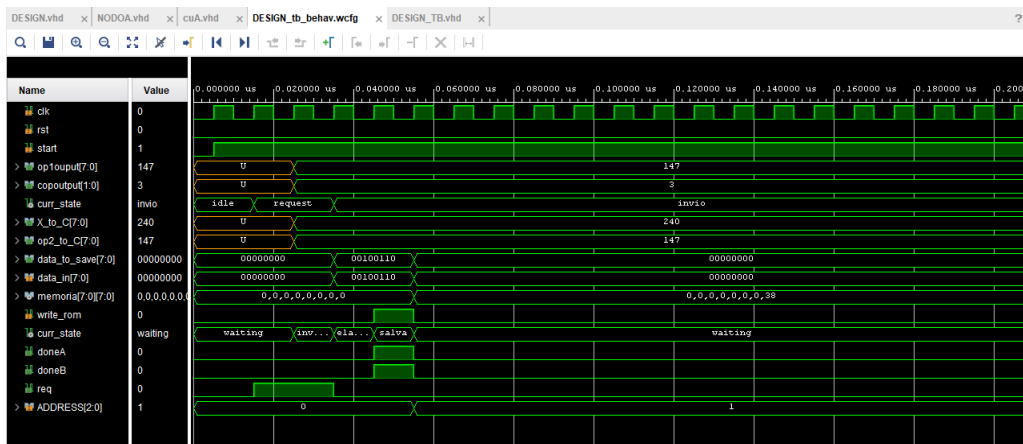 DESIGN.vhd × NODOA.vhd × cuA.vhd × DESIGN_tb_behav.wcfg × DESIGN_TB.vhd × ?
Name Value 0.000000 us 0.020000 us 0.040000 us 0.060000 us 0.080000 us 0.100000 us 0.120000 us 0.140000 us 0.160000 us 0.180000 us 0.200
clk 0
rst 0
start 1
op1ouput[7:0] 147 U 147
copoutput[1:0] 3 U 3
curr_state invio idle request invio
X_to_C[7:0] 240 U 240
op2_to_C[7:0] 147 U 147
data_to_save[7:0] 00000000 00000000 00100110 00000000
data_in[7:0] 00000000 00000000 00100110 00000000
memoria[7:0][7:0] 0,0,0,0,0,0,0 0,0,0,0,0,0,0,0 0,0,0,0,0,0,0,38
write_rom 0
curr_state waiting waiting inv... ela... salva waiting
doneA 0
doneB 0
req 0
ADDRESS[2:0] 1 0 1